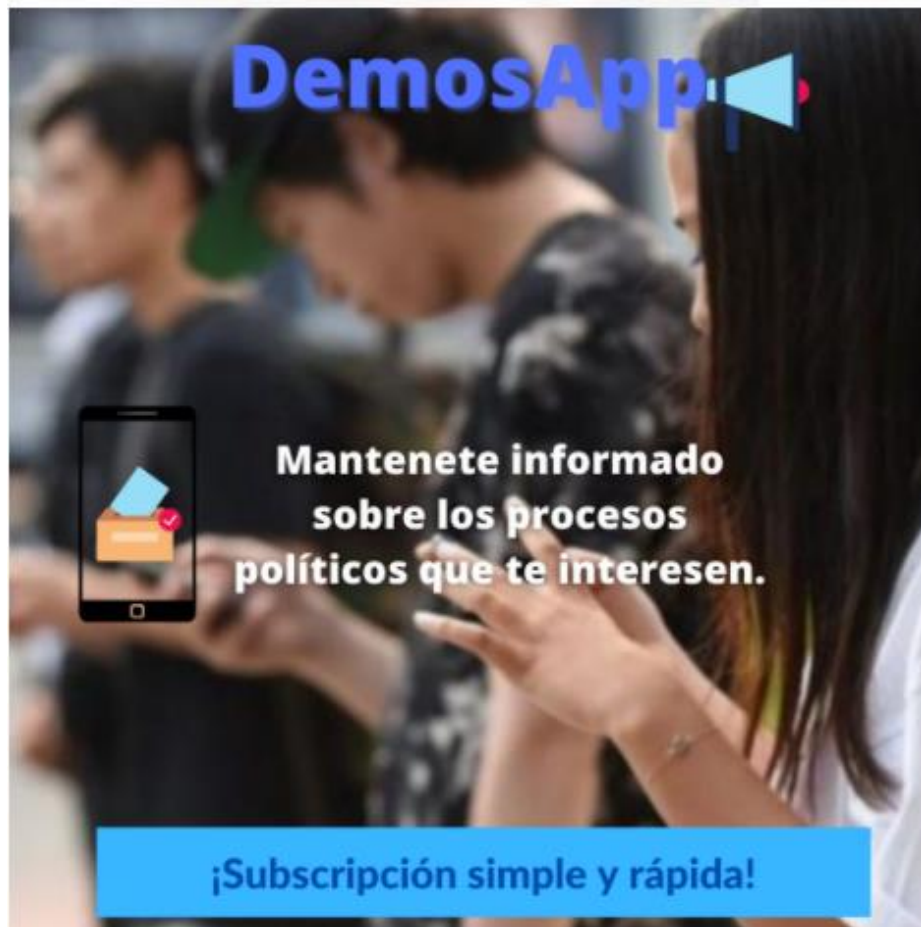 DemosApp
Mantenete informado
sobre los procesos
políticos que te interesen.
¡Subscripción simple y rápida!